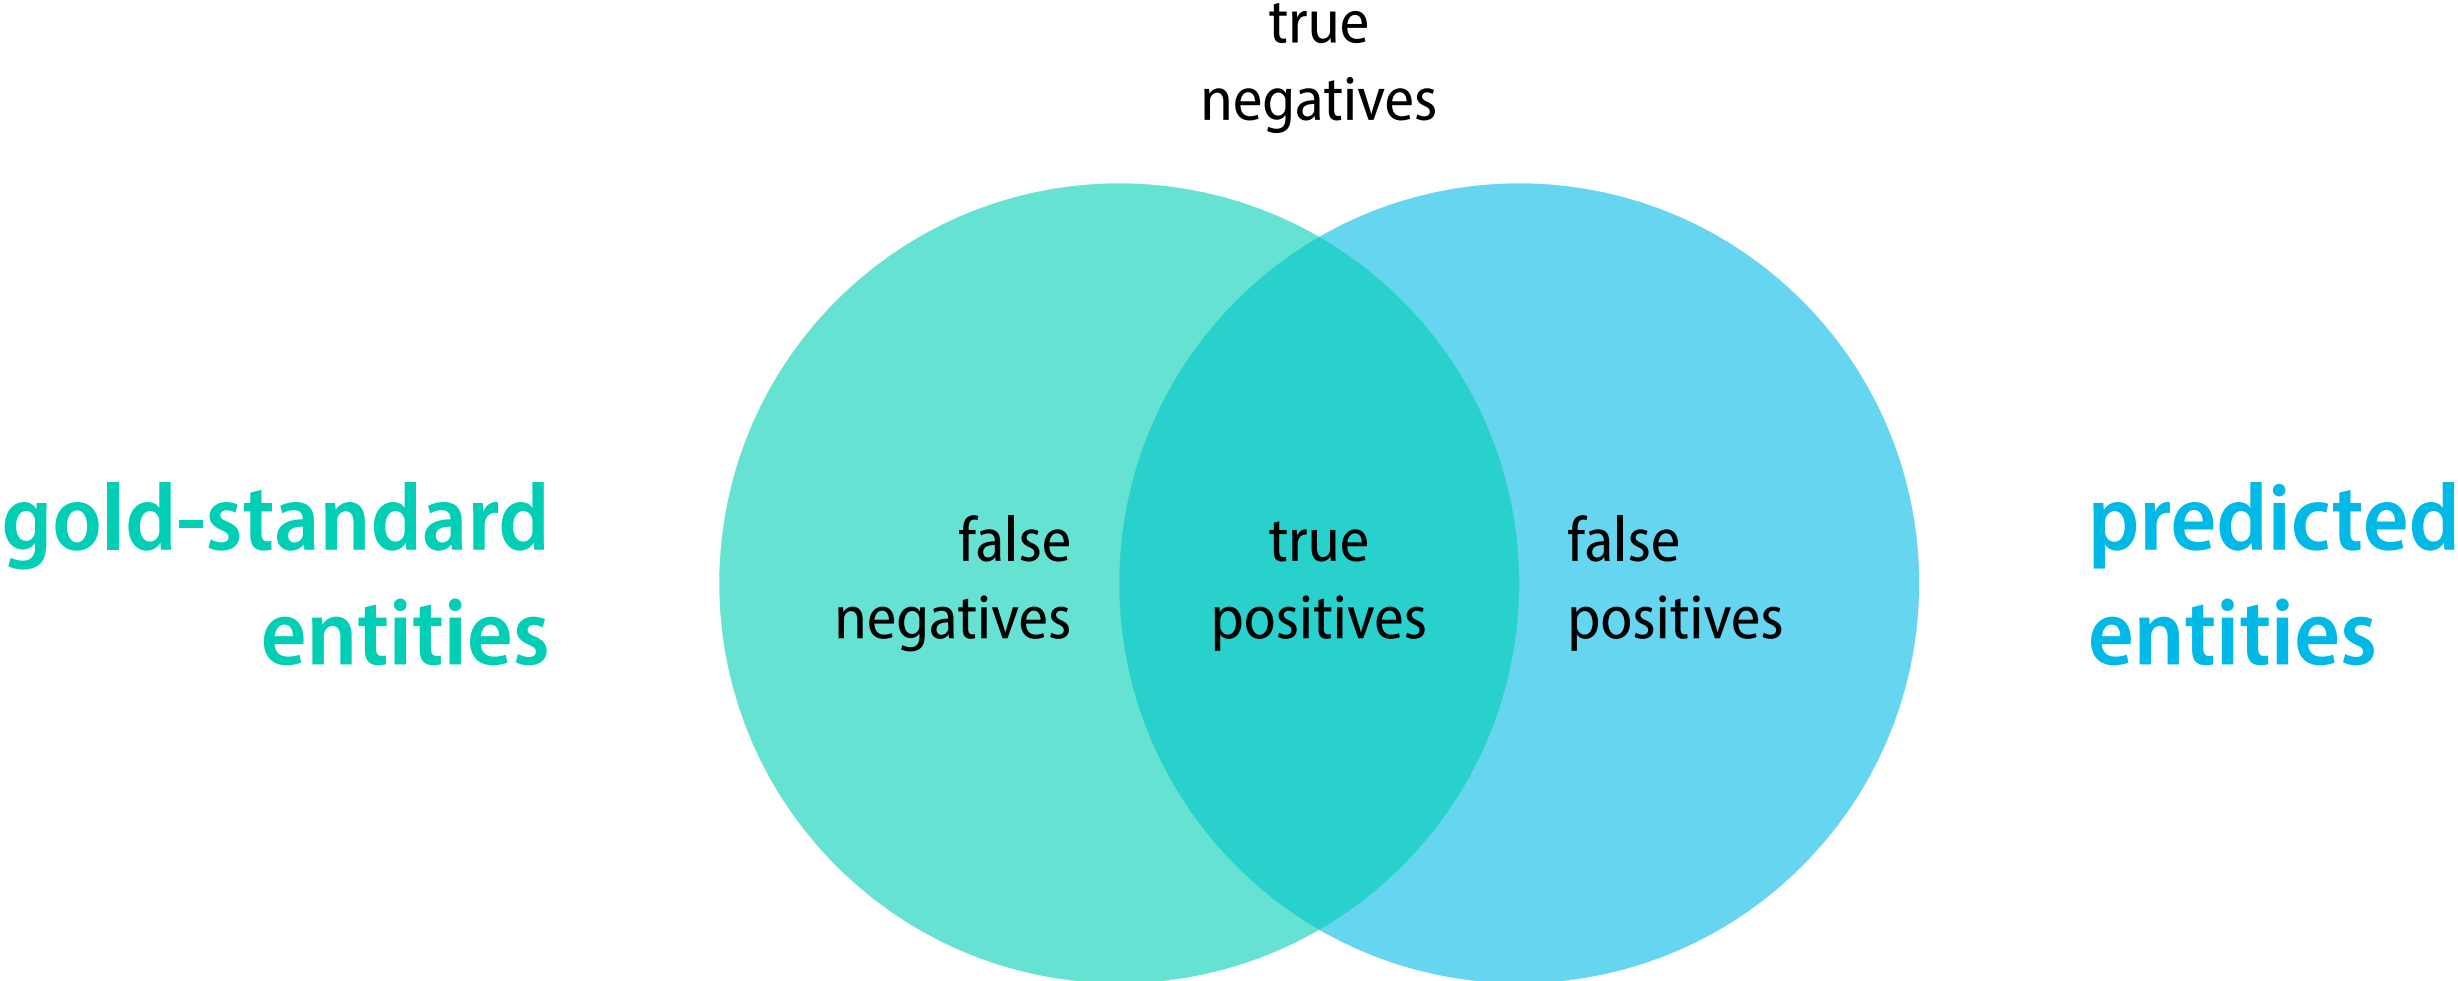 true
negatives
gold-standard
entities
false
negatives
true
positives
false
positives
predicted
entities